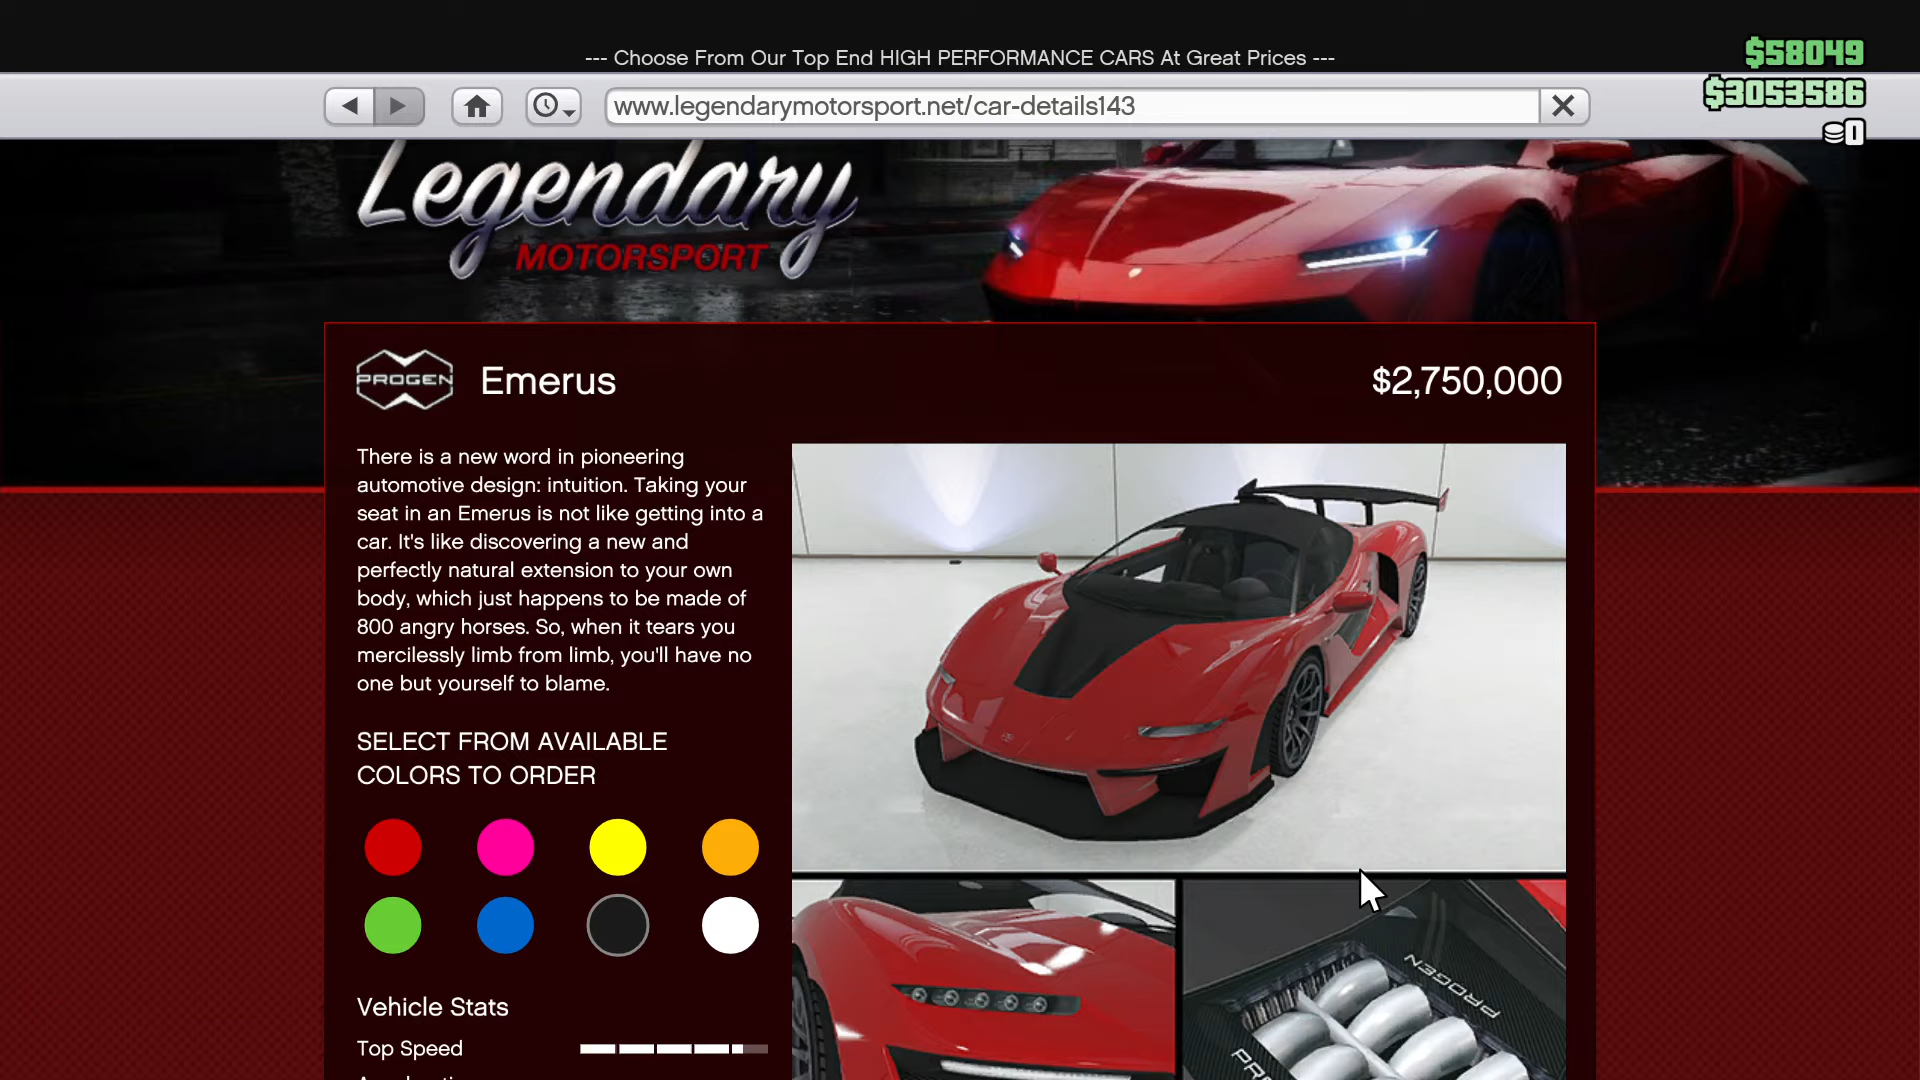 --- Choose From Our Top End HIGH PERFORMANCE CARS At Great Prices ---
$58049
$3053586
1
www.legendarymotorsport.net/car-details143
Legendary
MOTORSPORT
PROGEN
Emerus
$2,750,000
There is a new word in pioneering
automotive design: intuition. Taking your
seat in an Emerus is not like getting into a
car. It's like discovering a new and
perfectly natural extension to your own
body, which just happens to be made of
800 angry horses. So, when it tears you
mercilessly limb from limb, you'll have no
one but yourself to blame.
SELECT FROM AVAILABLE
COLORS TO ORDER
Vehicle Stats
Top Speed
PROGEN